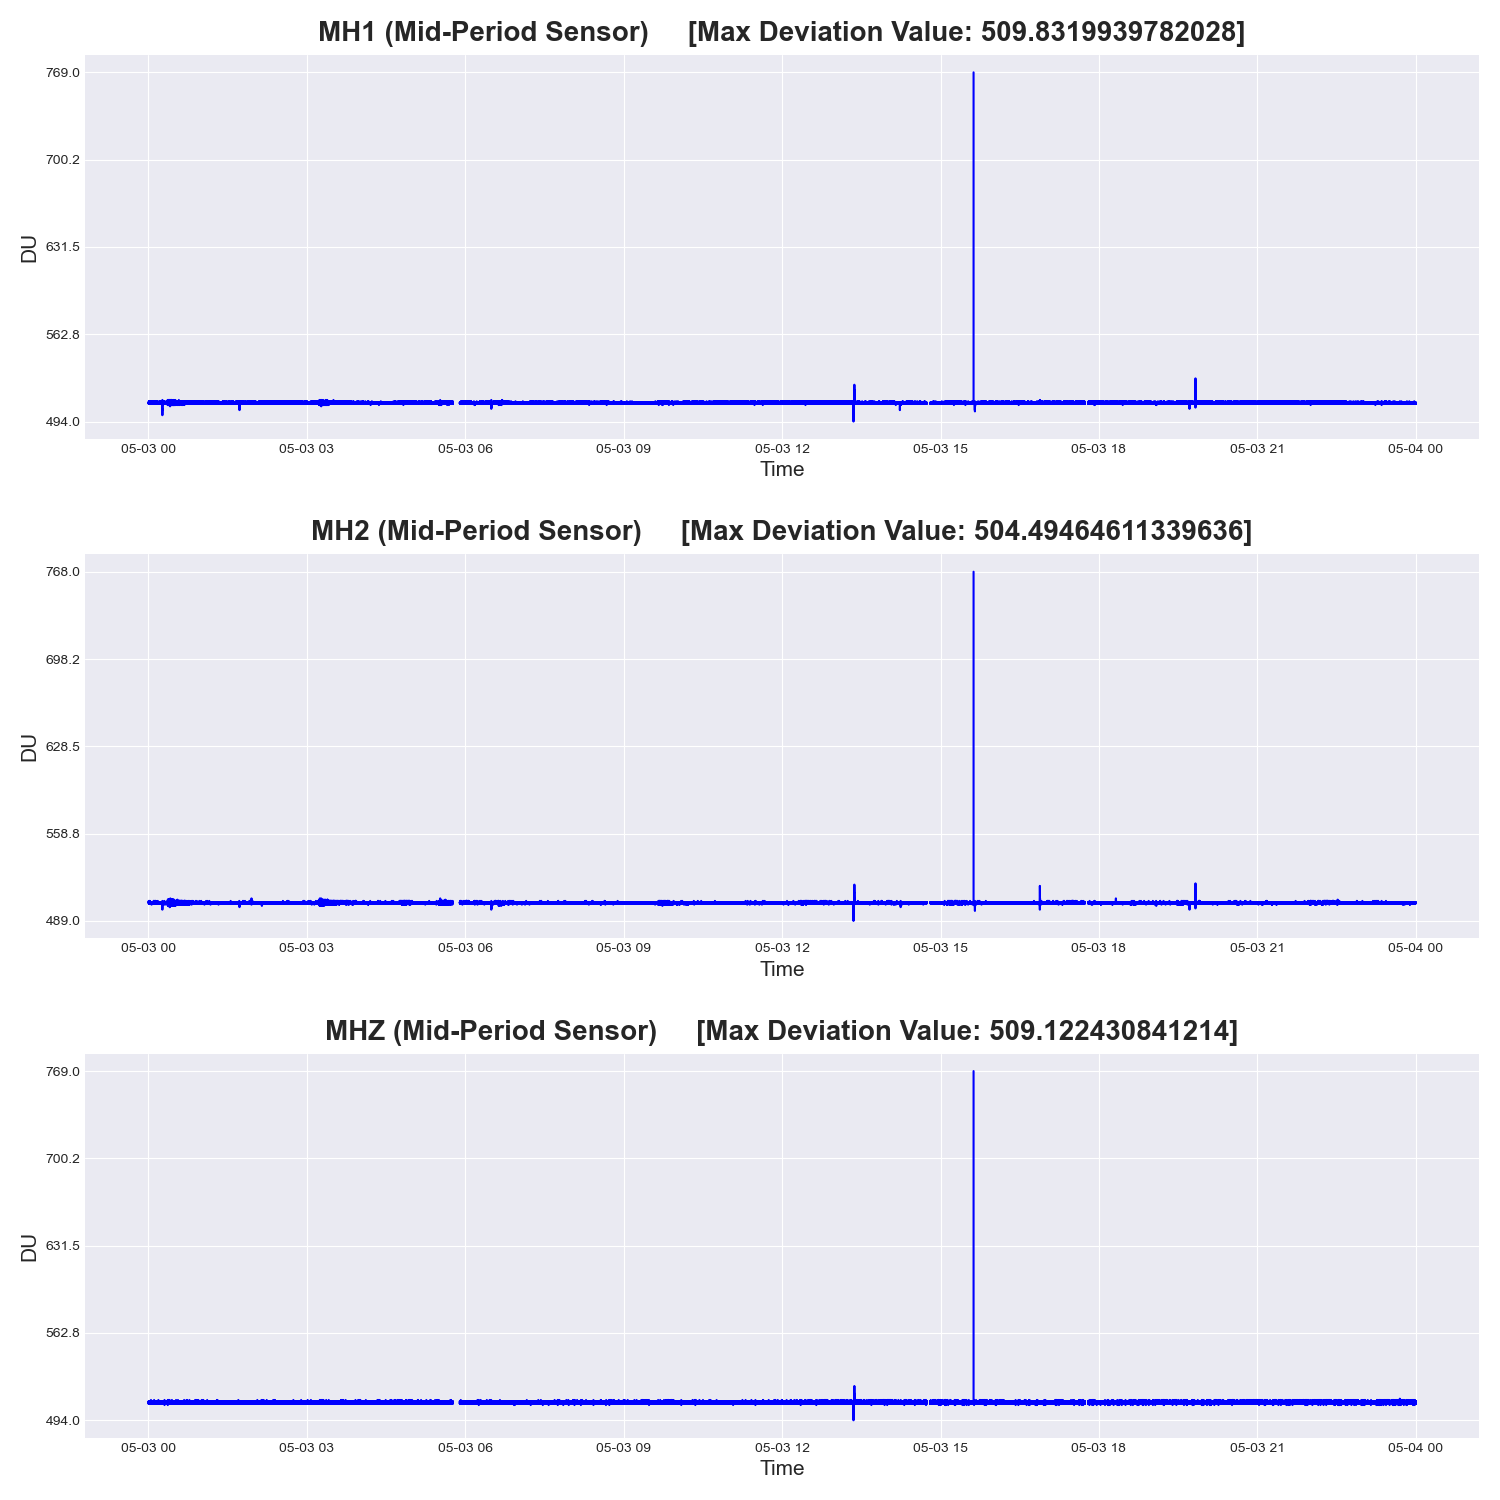 MH1 (Mid-Period Sensor) [Max Deviation Value: 509.8319939782028]
769.0
700.2
631.5
562.8
494.0
DU
05-03 00 05-03 03 05-03 06 05-03 09 05-03 12 05-03 15 05-03 18 05-03 21 05-04 00
Time
MH2 (Mid-Period Sensor) [Max Deviation Value: 504.49464611339636]
768.0
698.2
628.5
558.8
489.0
DU
05-03 00 05-03 03 05-03 06 05-03 09 05-03 12 05-03 15 05-03 18 05-03 21 05-04 00
Time
MHZ (Mid-Period Sensor) [Max Deviation Value: 509.122430841214]
769.0
700.2
631.5
562.8
494.0
DU
05-03 00 05-03 03 05-03 06 05-03 09 05-03 12 05-03 15 05-03 18 05-03 21 05-04 00
Time